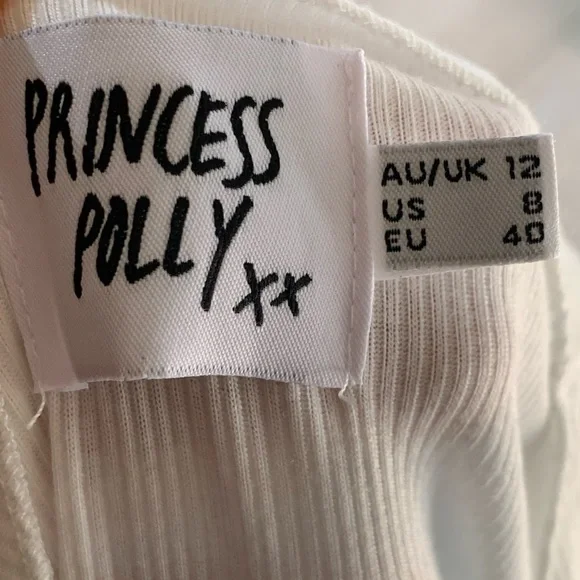 PRINCESS
POLLY xx
AU/UK 12
US 8
EU 40